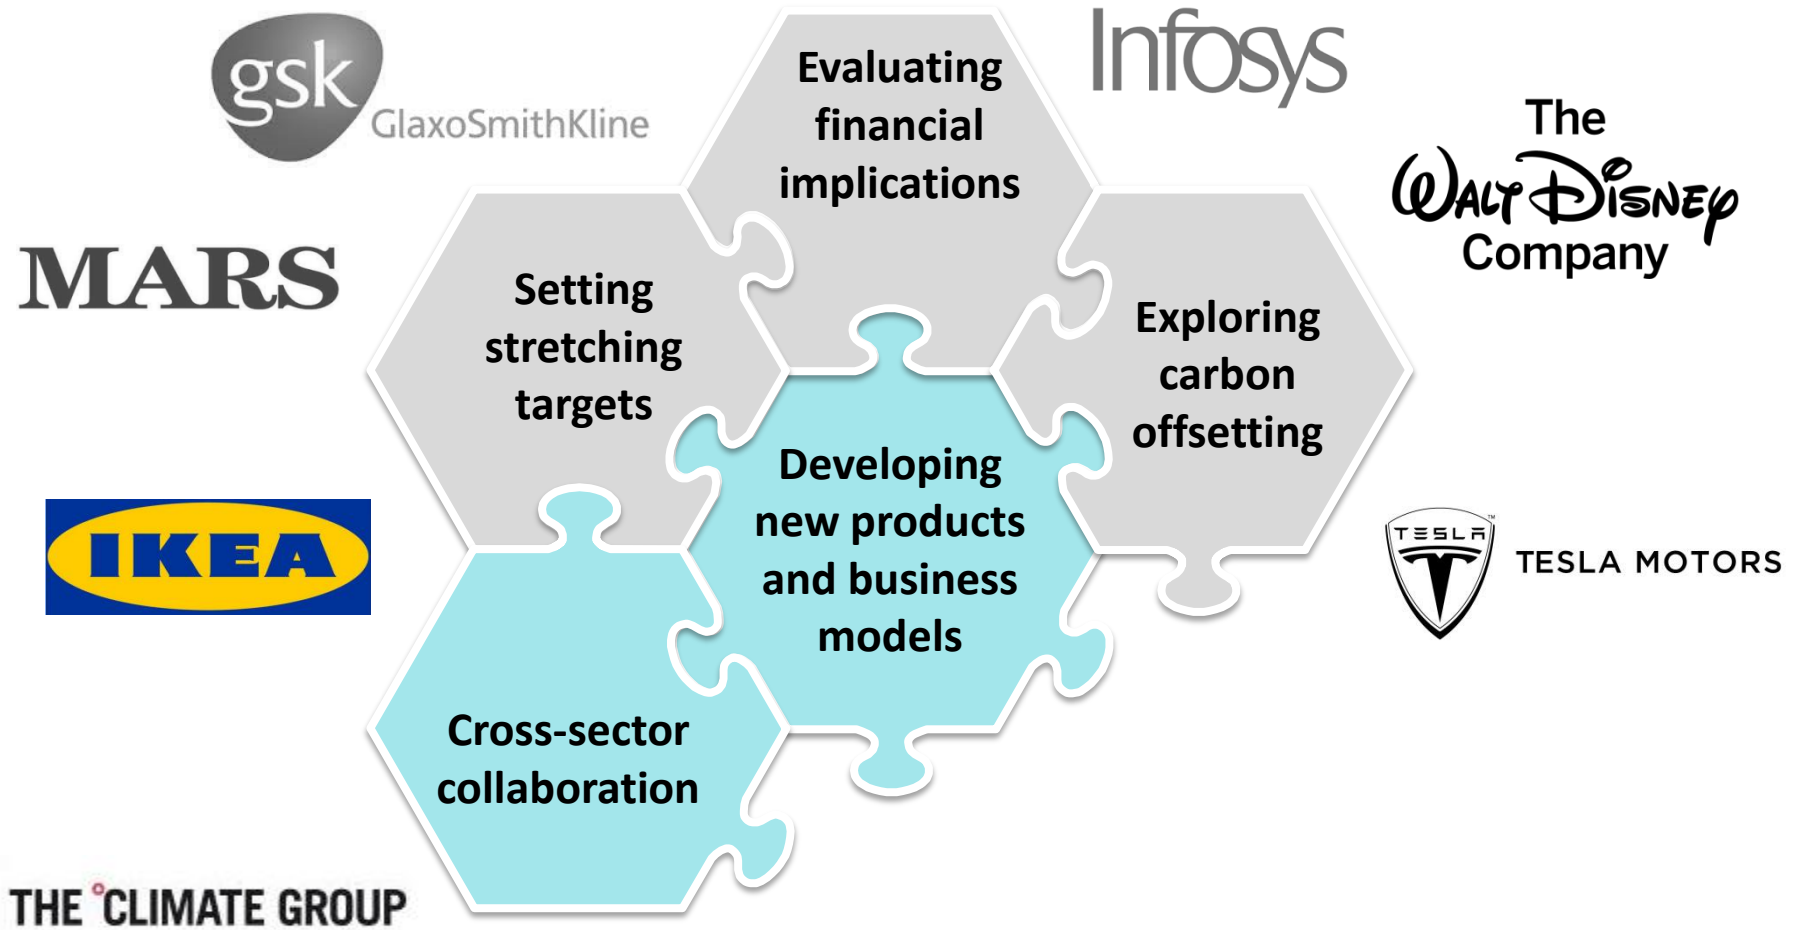 gsk
GlaxoSmithKline
Evaluating
financial
implications
Infosys
The
WALT DISNEY
Company
MARS
Setting
stretching
targets
Exploring
carbon
offsetting
IKEA
Developing
new products
and business
models
TESLA
™
TESLA MOTORS
Cross-sector
collaboration
THE °CLIMATE GROUP